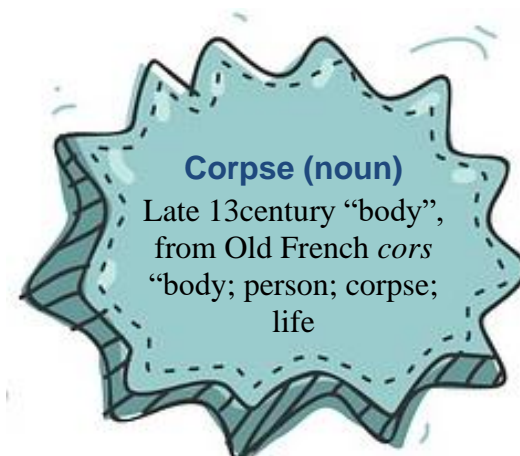 Corpse (noun)
Late 13century “body”,
from Old French cors
“body; person; corpse;
life